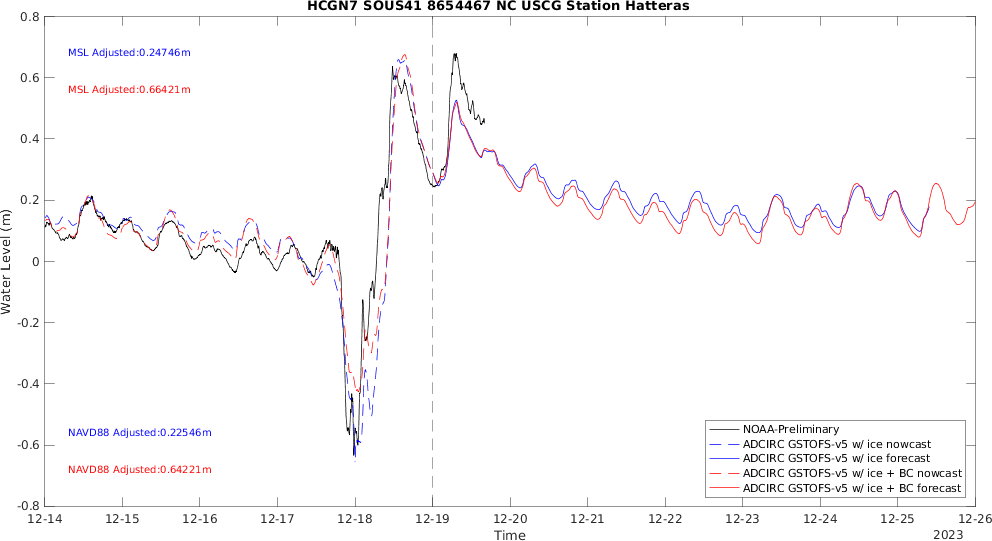 HCGN7 SOUS41 8654467 NC USCG Station Hatteras
0.8
0.6
0.4
0.2
0
-0.2
-0.4
-0.6
-0.8
Water Level (m)
MSL Adjusted:0.24746m
MSL Adjusted:0.66421m
NAVD88 Adjusted:0.22546m
NAVD88 Adjusted:0.64221m
NOAA-Preliminary
ADCIRC GSTOFS-v5 w/ ice nowcast
ADCIRC GSTOFS-v5 w/ ice forecast
ADCIRC GSTOFS-v5 w/ ice + BC nowcast
ADCIRC GSTOFS-v5 w/ ice + BC forecast
12-14 12-15 12-16 12-17 12-18 12-19 12-20 12-21 12-22 12-23 12-24 12-25 12-26
Time
2023